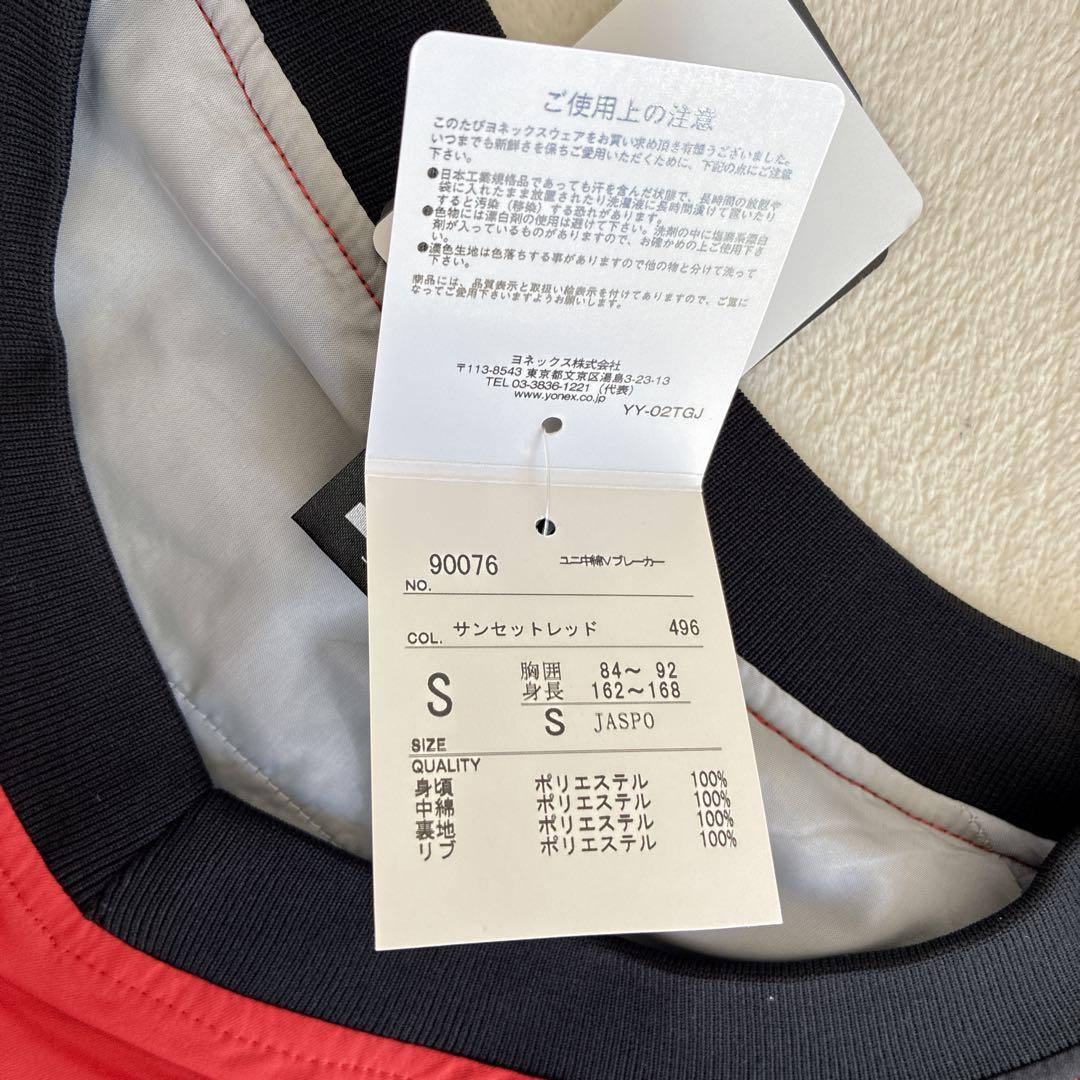 ご使用上の注意
このたびヨネックスウェアをお買い求め頂き有難うございました。
いつまでも新鮮さを保ちご愛用いただくために、下記の点にご注意
下さい。
日本工業規格品であっても汗を含んだ状態で、長時間の放置や
袋に入れたまま放置されたり洗濯液に長時間浸けて置いたり
すると汚染（移染）する恐れがあります。
色物には漂白剤の使用は避けて下さい。洗剤の中に塩素系漂白
剤が入っているものがありますので、お確かめの上ご使用下さ
い。
濃色生地は色落ちする事がありますので他の物と分けて洗って
下さい。
商品には、品質表示と取扱い絵表示を付けてありますので、ご覧に
なってご愛用下さいますようお願いします。
ヨネックス株式会社
〒113-8543 東京都文京区湯島3-23-13
TEL 03-3836-1221（代表）
www.yonex.co.jp
YY-02TGJ
NO. 90076 ユニ中綿Vブレーカー
COL. サンセットレッド 496
S 胸囲 84～ 92
身長 162～168
S JASPO
SIZE
QUALITY
身頃 ポリエステル 100%
中綿 ポリエステル 100%
裏地 ポリエステル 100%
リブ ポリエステル 100%